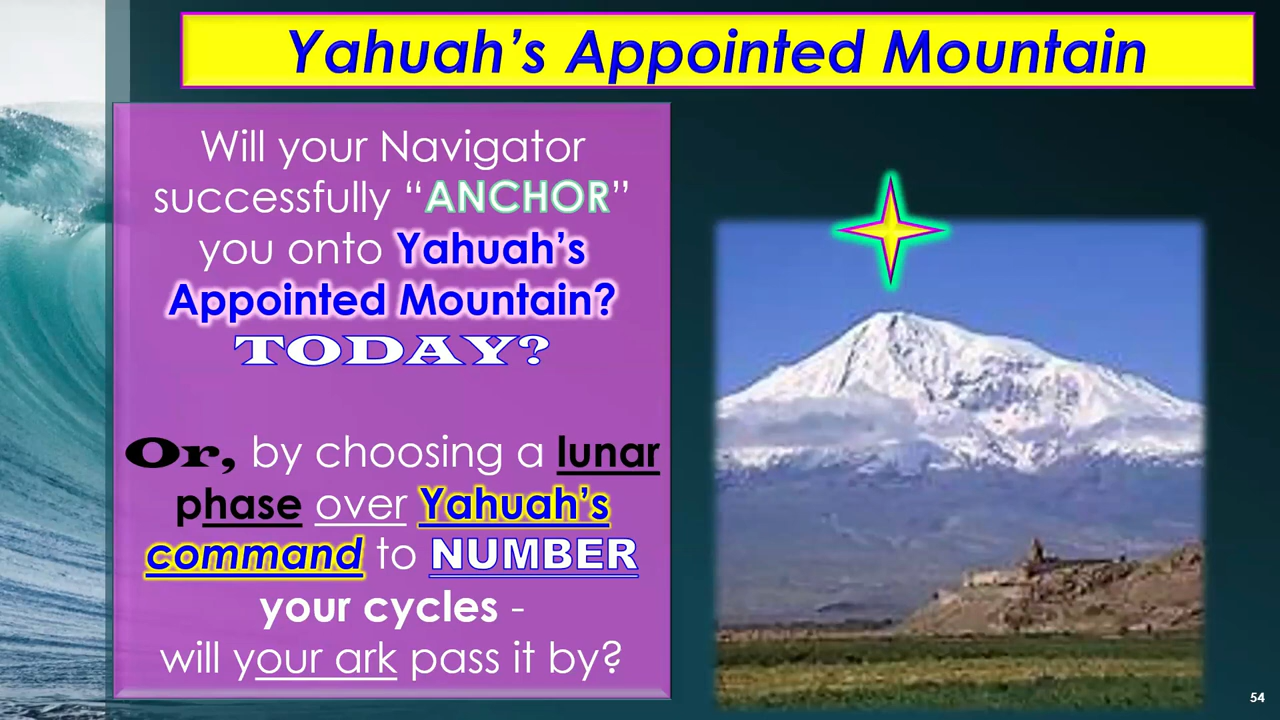 Yahuah’s Appointed Mountain
Will your Navigator
successfully “ANCHOR”
you onto Yahuah’s
Appointed Mountain?
TODAY?
Or, by choosing a lunar
phase over Yahuah’s
command to NUMBER
your cycles -
will your ark pass it by?
54